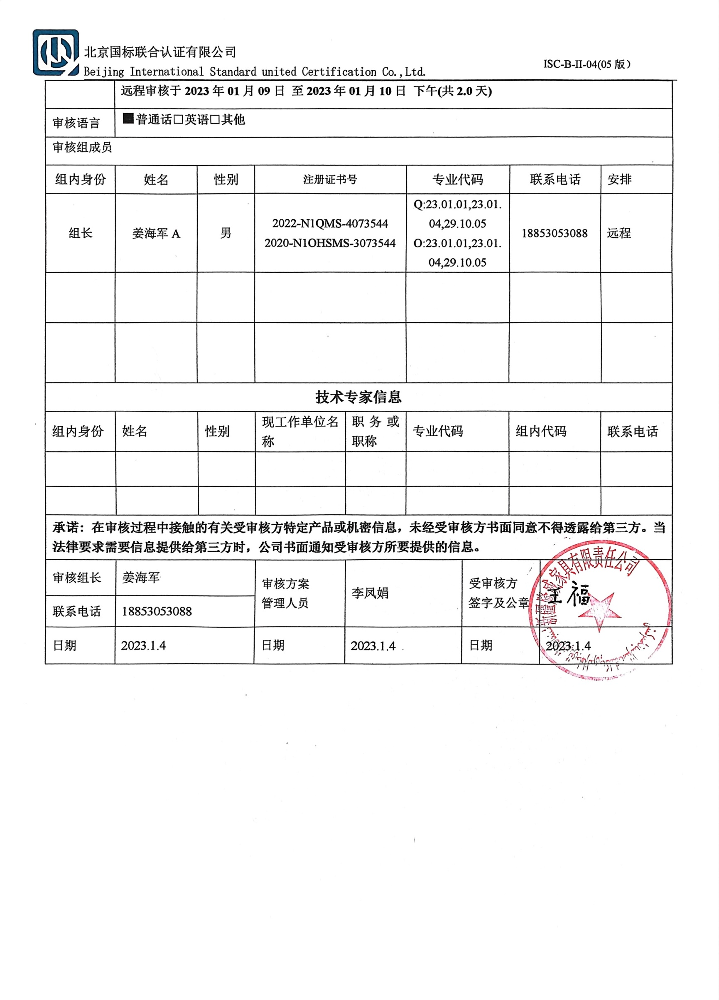 北京国标联合认证有限公司
Beijing International Standard united Certification Co.,Ltd.
ISC-B-II-04(05 版）
远程审核于 2023 年 01 月 09 日 至 2023 年 01 月 10 日 下午(共 2.0 天)
审核语言 ■普通话□英语□其他
审核组成员
组内身份 姓名 性别 注册证书号 专业代码 联系电话 安排
组长 姜海军 A 男 2022-N1QMS-4073544 2020-N1OHSMS-3073544 Q:23.01.01,23.01.04,29.10.05 O:23.01.01,23.01.04,29.10.05 18853053088 远程
技术专家信息
组内身份 姓名 性别 现工作单位名称 职务或职称 专业代码 组内代码 联系电话
承诺：在审核过程中接触的有关受审核方特定产品或机密信息，未经受审核方书面同意不得透露给第三方。当
法律要求需要信息提供给第三方时，公司书面通知受审核方所要提供的信息。
审核组长 姜海军 审核方案管理人员 李凤娟 受审核方签字及公章 王福
联系电话 18853053088
日期 2023.1.4 日期 2023.1.4 日期 2023.1.4
家具有限责任公司